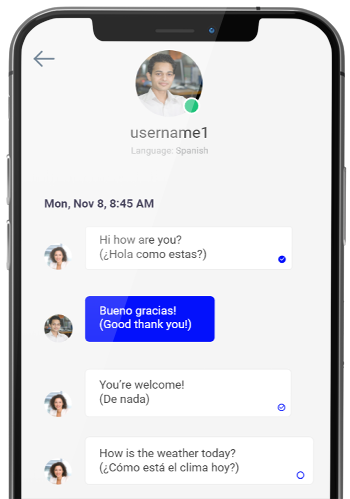 username1
Language: Spanish
Mon, Nov 8, 8:45 AM
Hi how are you?
(¿Hola como estas?)
Bueno gracias!
(Good thank you!)
You're welcome!
(De nada)
How is the weather today?
(¿Cómo está el clima hoy?)